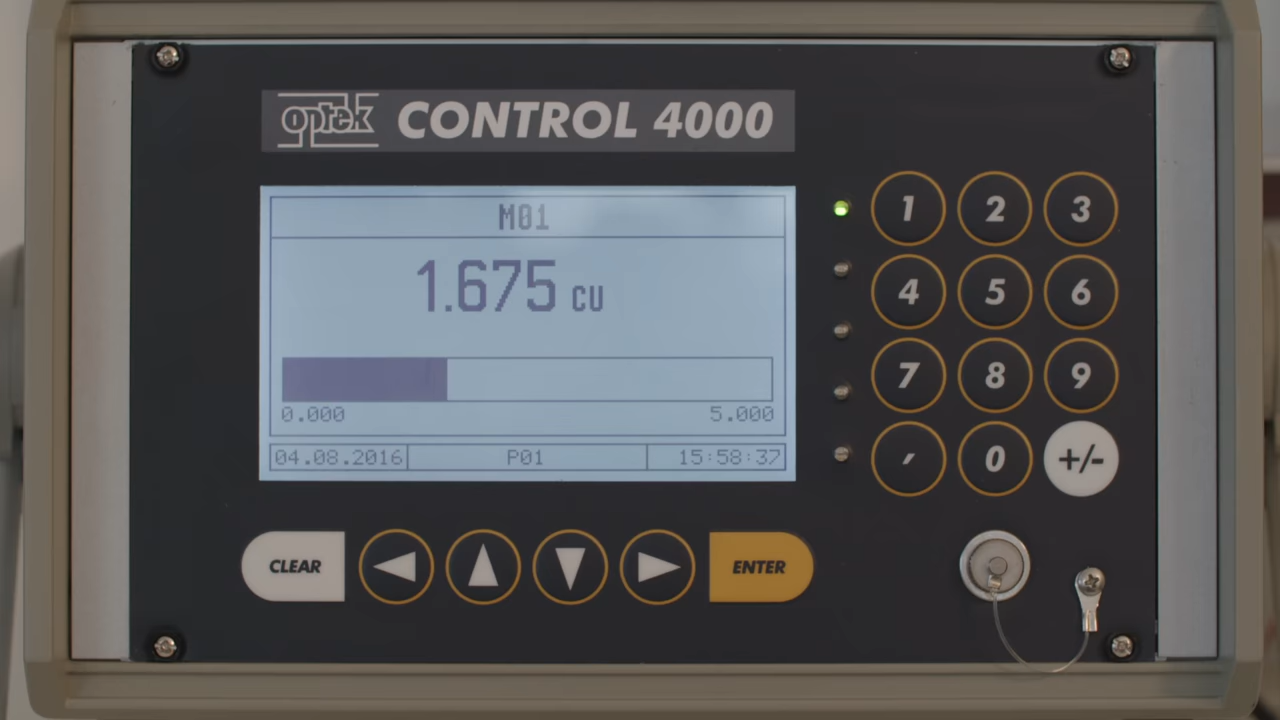 optek CONTROL 4000
M01
1.675 CU
0.000 5.000
04.08.2016 P01 15:58:37
1 2 3
4 5 6
7 8 9
, 0 +/-
CLEAR ENTER